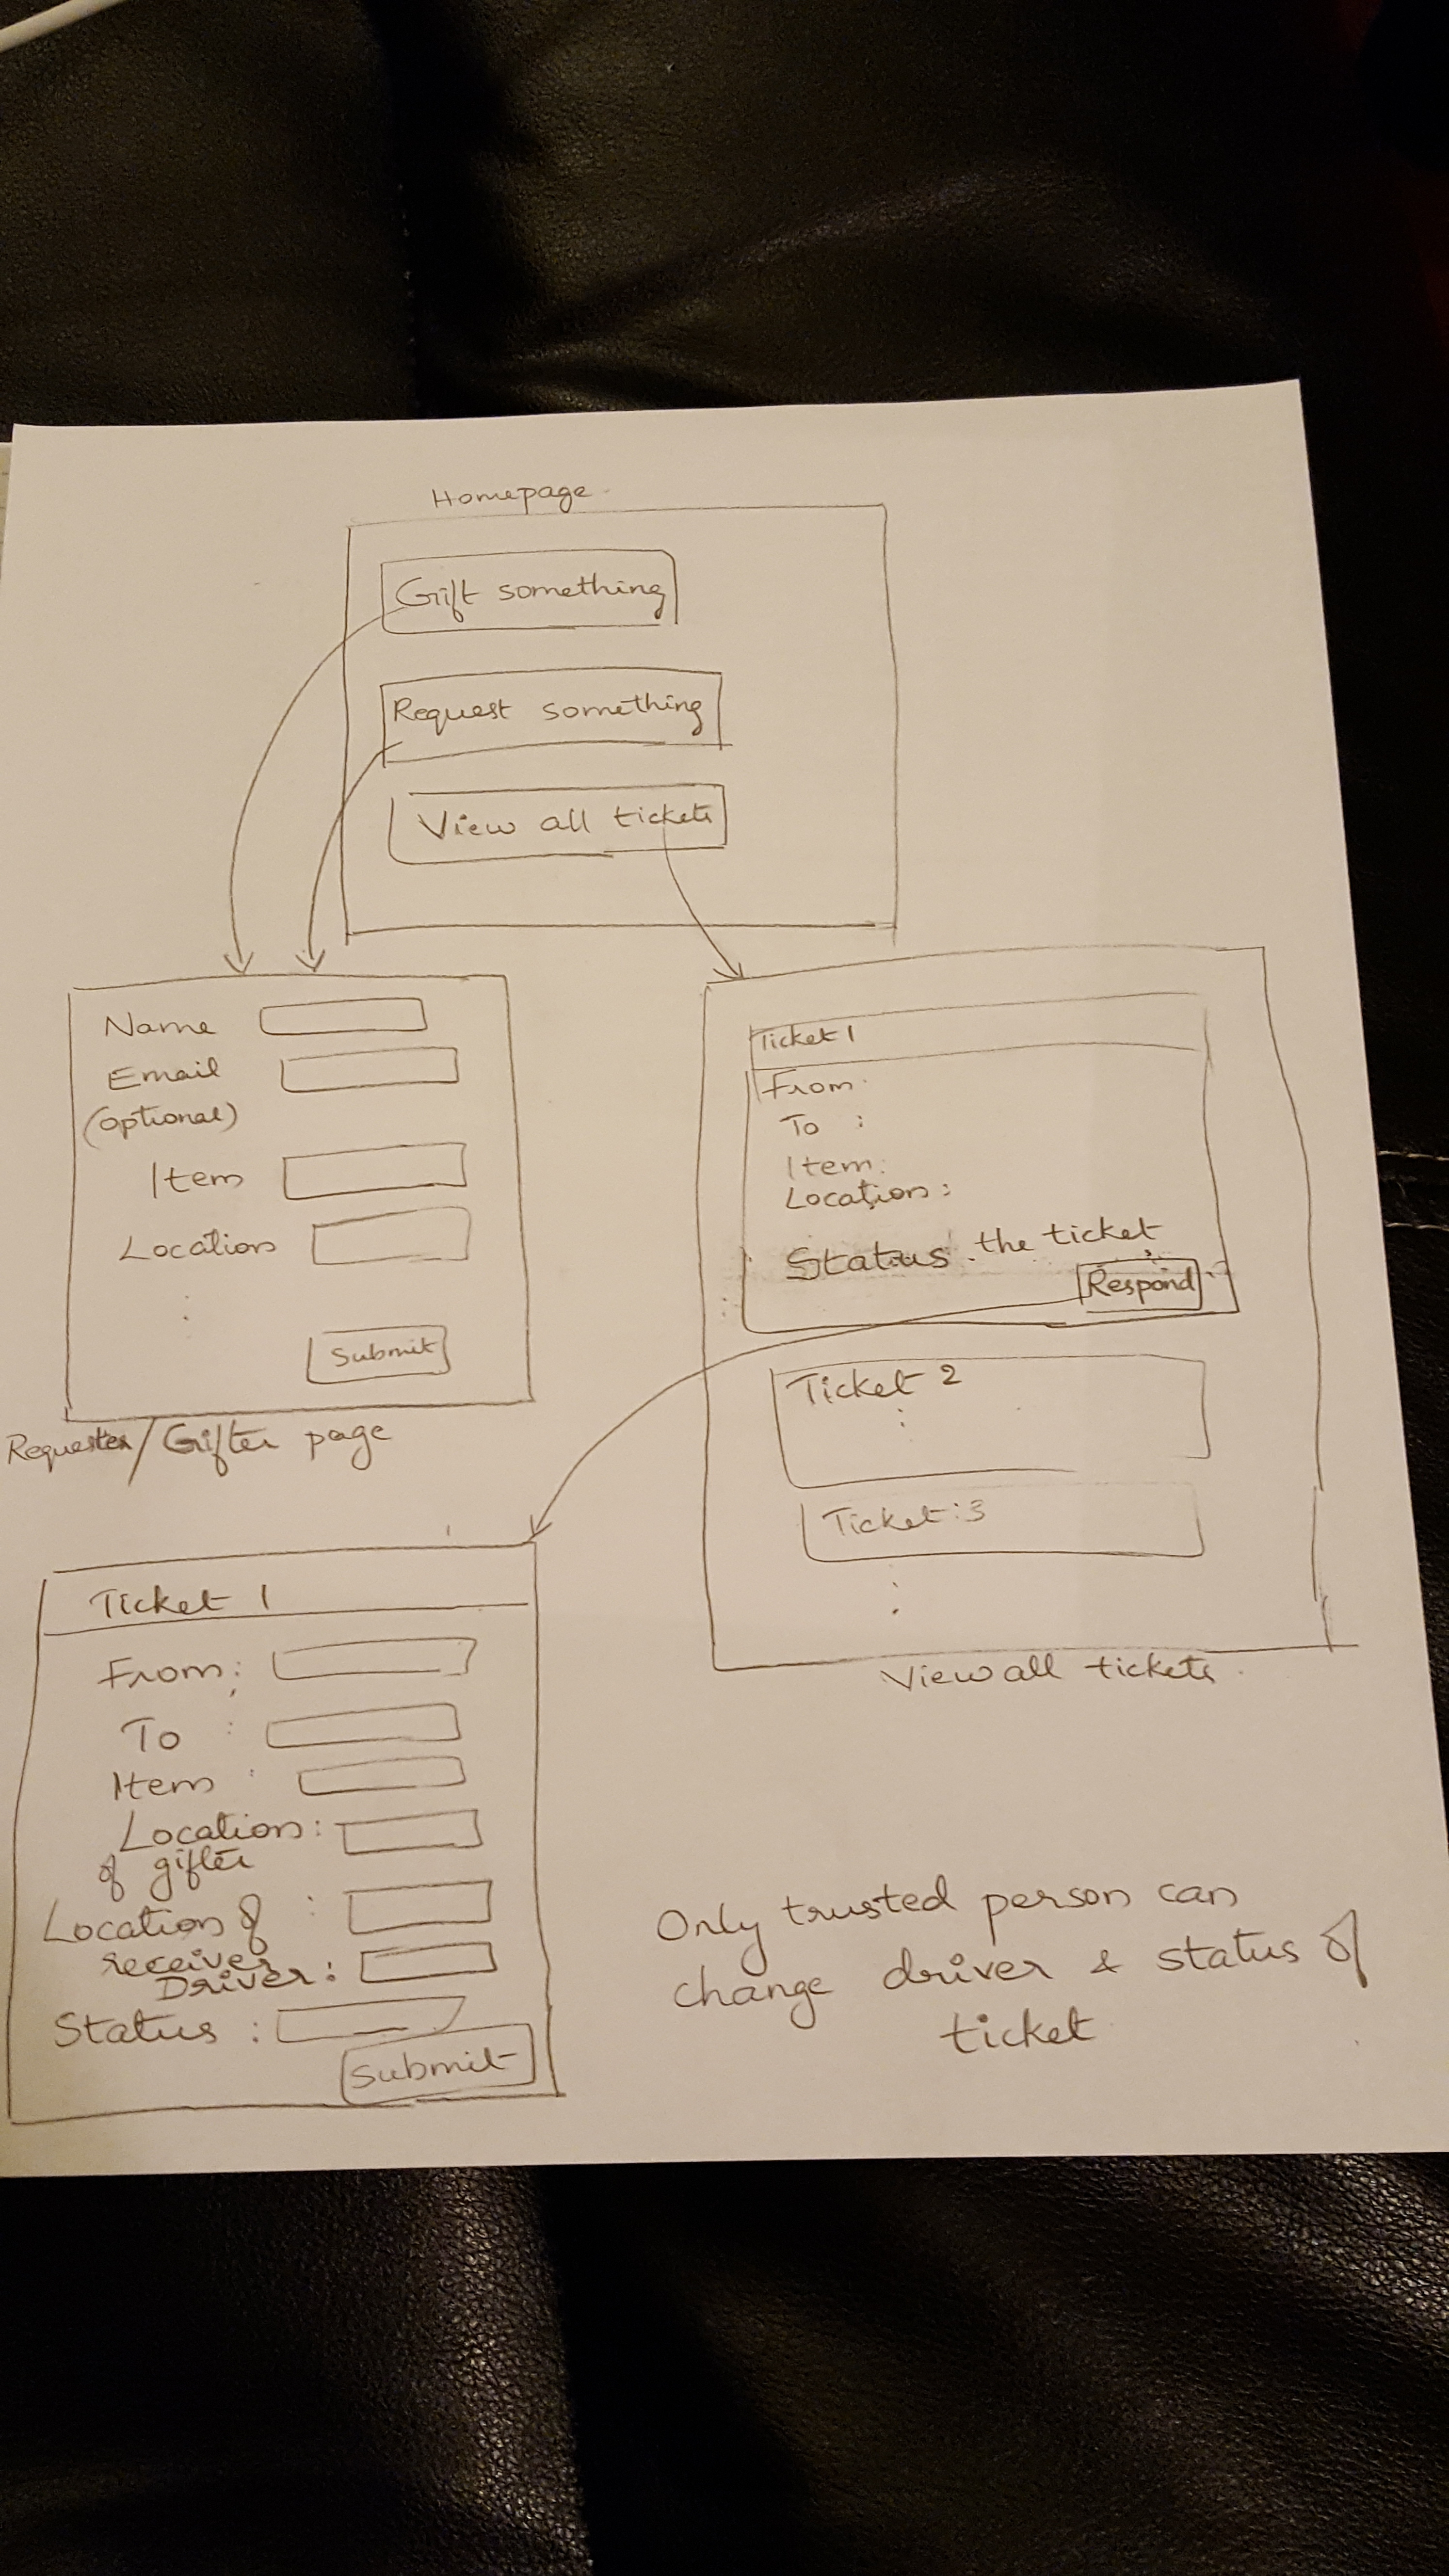 Homepage
Gift something
Request something
View all tickets
Name
Email
(optional)
Item
Location
Submit
Requester/Gifter page
Ticket 1
From:
To :
Item:
Location:
Status the ticket
Respond
Ticket 2
Ticket:3
View all tickets
Ticket 1
From:
To :
Item :
Location:
of gifter
Location of :
receiver
Driver:
Status :
Submit
Only trusted person can
change driver & status of
ticket